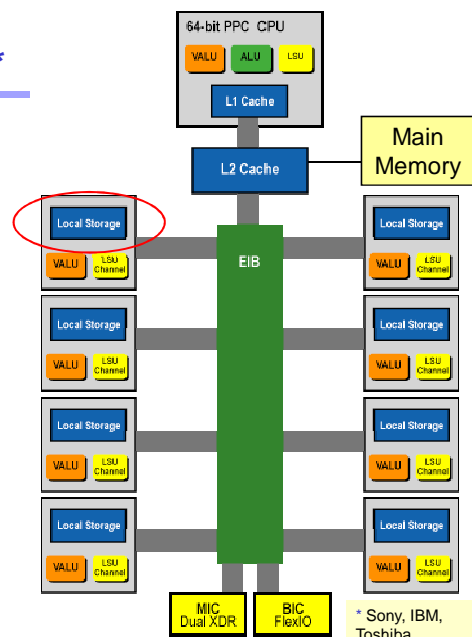 *
64-bit PPC CPU
VALU ALU LSU
L1 Cache
L2 Cache
Main
Memory
EIB
Local Storage
VALU LSU
Channel
Local Storage
VALU LSU
Channel
Local Storage
VALU LSU
Channel
Local Storage
VALU LSU
Channel
Local Storage
VALU LSU
Channel
Local Storage
VALU LSU
Channel
Local Storage
VALU LSU
Channel
Local Storage
VALU LSU
Channel
MIC
Dual XDR
BIC
FlexIO
* Sony, IBM,
Toshiba